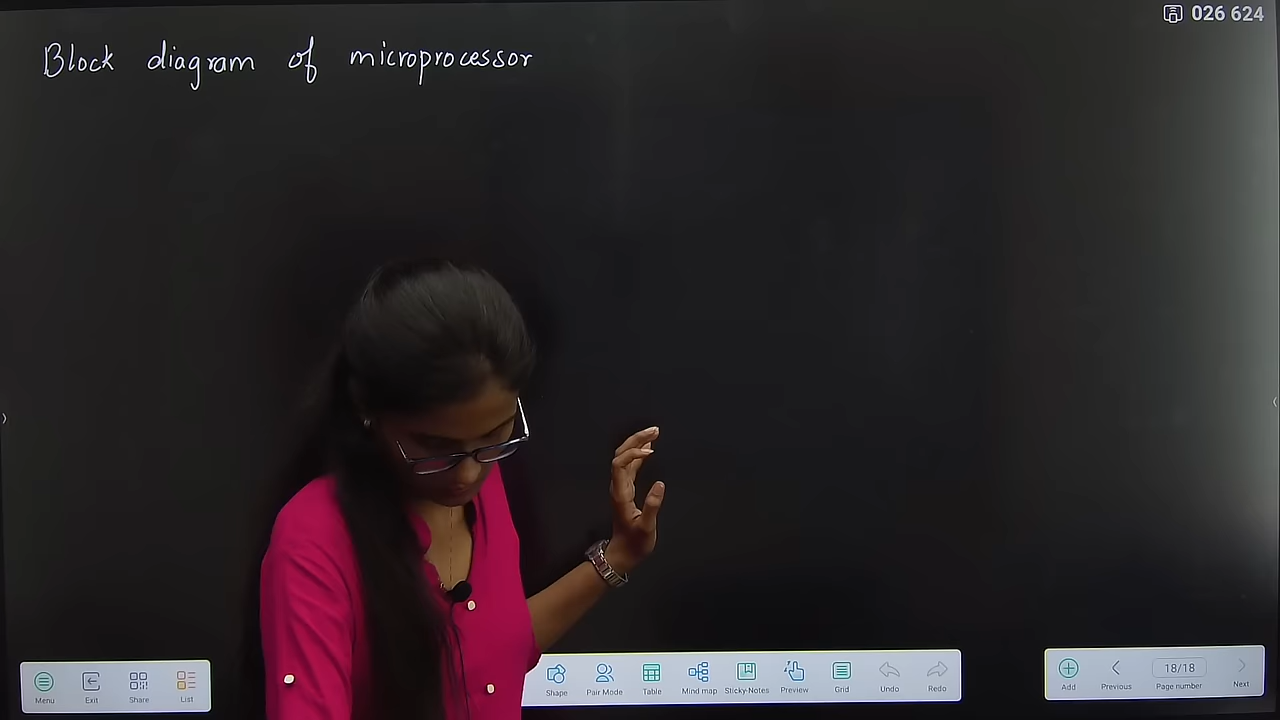 026 624
Block diagram of microprocessor
Menu Exit Share List Shape Pair Mode Table Mind map Sticky-Notes Preview Grid Undo Redo Add Previous 18/18 Page number Next